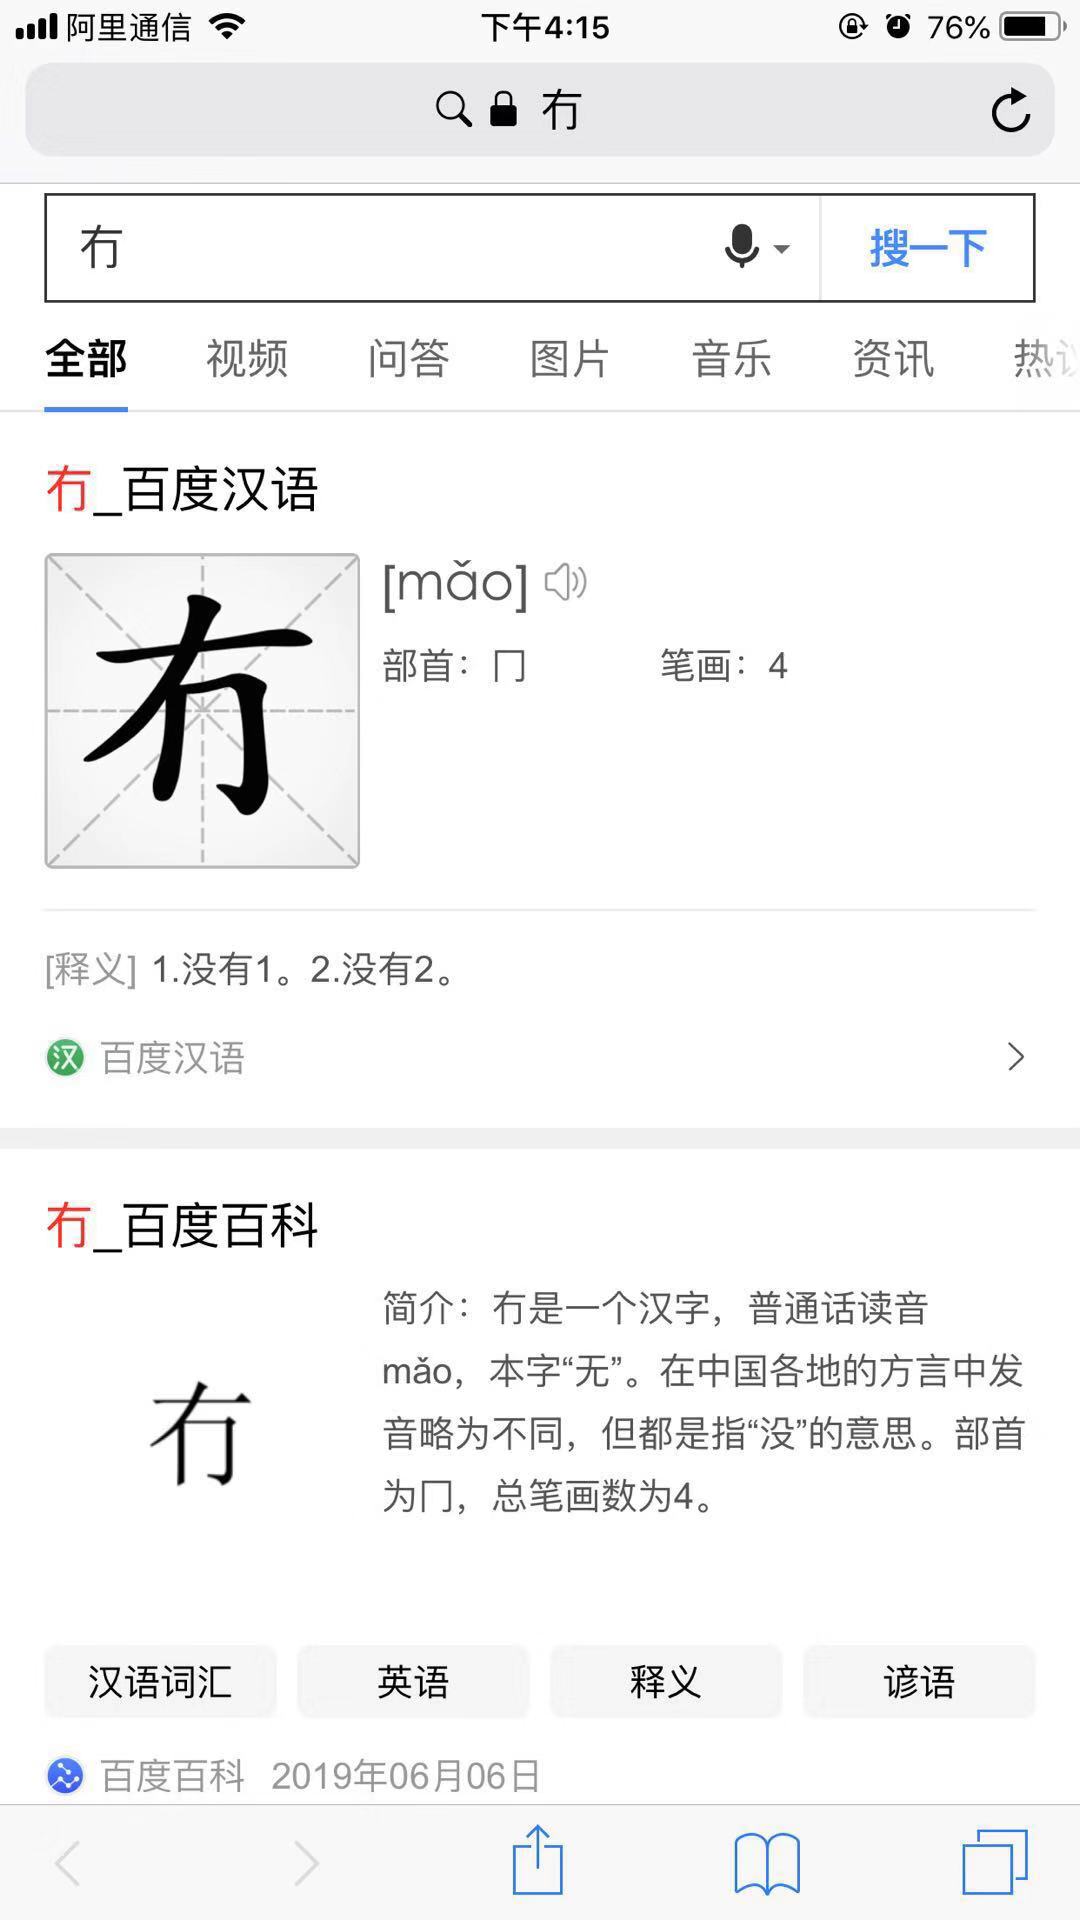 阿里通信 下午4:15 76%
冇
冇 搜一下
全部 视频 问答 图片 音乐 资讯 热议
冇_百度汉语
冇
[mǎo]
部首：冂 笔画：4
[释义] 1.没有1。2.没有2。
汉 百度汉语
冇_百度百科
冇
简介：冇是一个汉字，普通话读音
mǎo，本字“无”。在中国各地的方言中发
音略为不同，但都是指“没”的意思。部首
为冂，总笔画数为4。
汉语词汇 英语 释义 谚语
百度百科 2019年06月06日